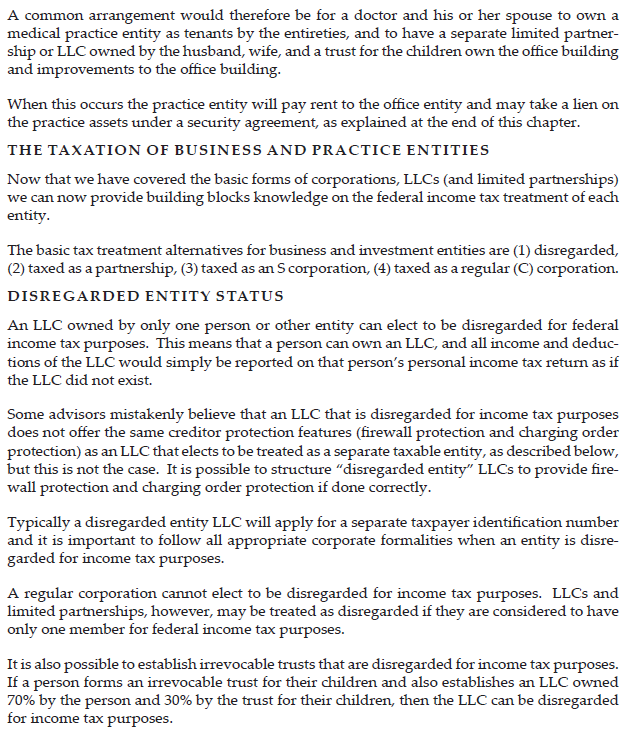 A common arrangement would therefore be for a doctor and his or her spouse to own a
medical practice entity as tenants by the entireties, and to have a separate limited partner-
ship or LLC owned by the husband, wife, and a trust for the children own the office building
and improvements to the office building.
When this occurs the practice entity will pay rent to the office entity and may take a lien on
the practice assets under a security agreement, as explained at the end of this chapter.
THE TAXATION OF BUSINESS AND PRACTICE ENTITIES
Now that we have covered the basic forms of corporations, LLCs (and limited partnerships)
we can now provide building blocks knowledge on the federal income tax treatment of each
entity.
The basic tax treatment alternatives for business and investment entities are (1) disregarded,
(2) taxed as a partnership, (3) taxed as an S corporation, (4) taxed as a regular (C) corporation.
DISREGARDED ENTITY STATUS
An LLC owned by only one person or other entity can elect to be disregarded for federal
income tax purposes. This means that a person can own an LLC, and all income and deduc-
tions of the LLC would simply be reported on that person's personal income tax return as if
the LLC did not exist.
Some advisors mistakenly believe that an LLC that is disregarded for income tax purposes
does not offer the same creditor protection features (firewall protection and charging order
protection) as an LLC that elects to be treated as a separate taxable entity, as described below,
but this is not the case. It is possible to structure "disregarded entity" LLCs to provide fire-
wall protection and charging order protection if done correctly.
Typically a disregarded entity LLC will apply for a separate taxpayer identification number
and it is important to follow all appropriate corporate formalities when an entity is disre-
garded for income tax purposes.
A regular corporation cannot elect to be disregarded for income tax purposes. LLCs and
limited partnerships, however, may be treated as disregarded if they are considered to have
only one member for federal income tax purposes.
It is also possible to establish irrevocable trusts that are disregarded for income tax purposes.
If a person forms an irrevocable trust for their children and also establishes an LLC owned
70% by the person and 30% by the trust for their children, then the LLC can be disregarded
for income tax purposes.